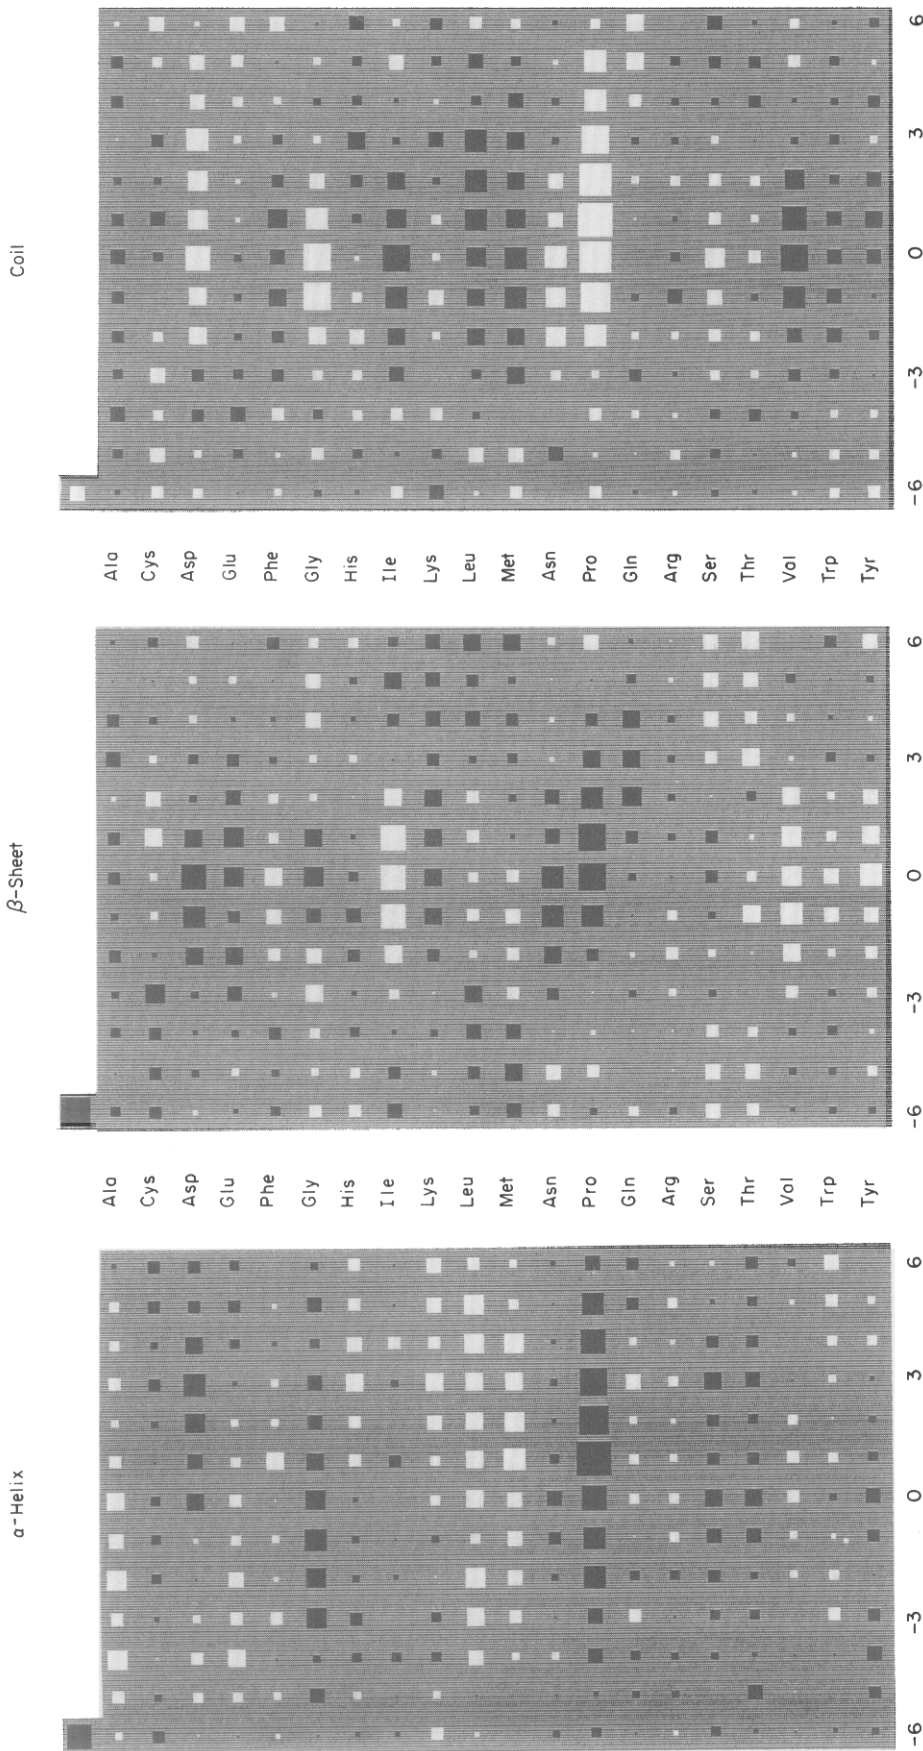 Coil
6
3
0
-3
-6
Ala
Cys
Asp
Glu
Phe
Gly
His
Ile
Lys
Leu
Met
Asn
Pro
Gln
Arg
Ser
Thr
Val
Trp
Tyr
β-Sheet
6
3
0
-3
-6
Ala
Cys
Asp
Glu
Phe
Gly
His
Ile
Lys
Leu
Met
Asn
Pro
Gln
Arg
Ser
Thr
Val
Trp
Tyr
α-Helix
6
3
0
-3
-6